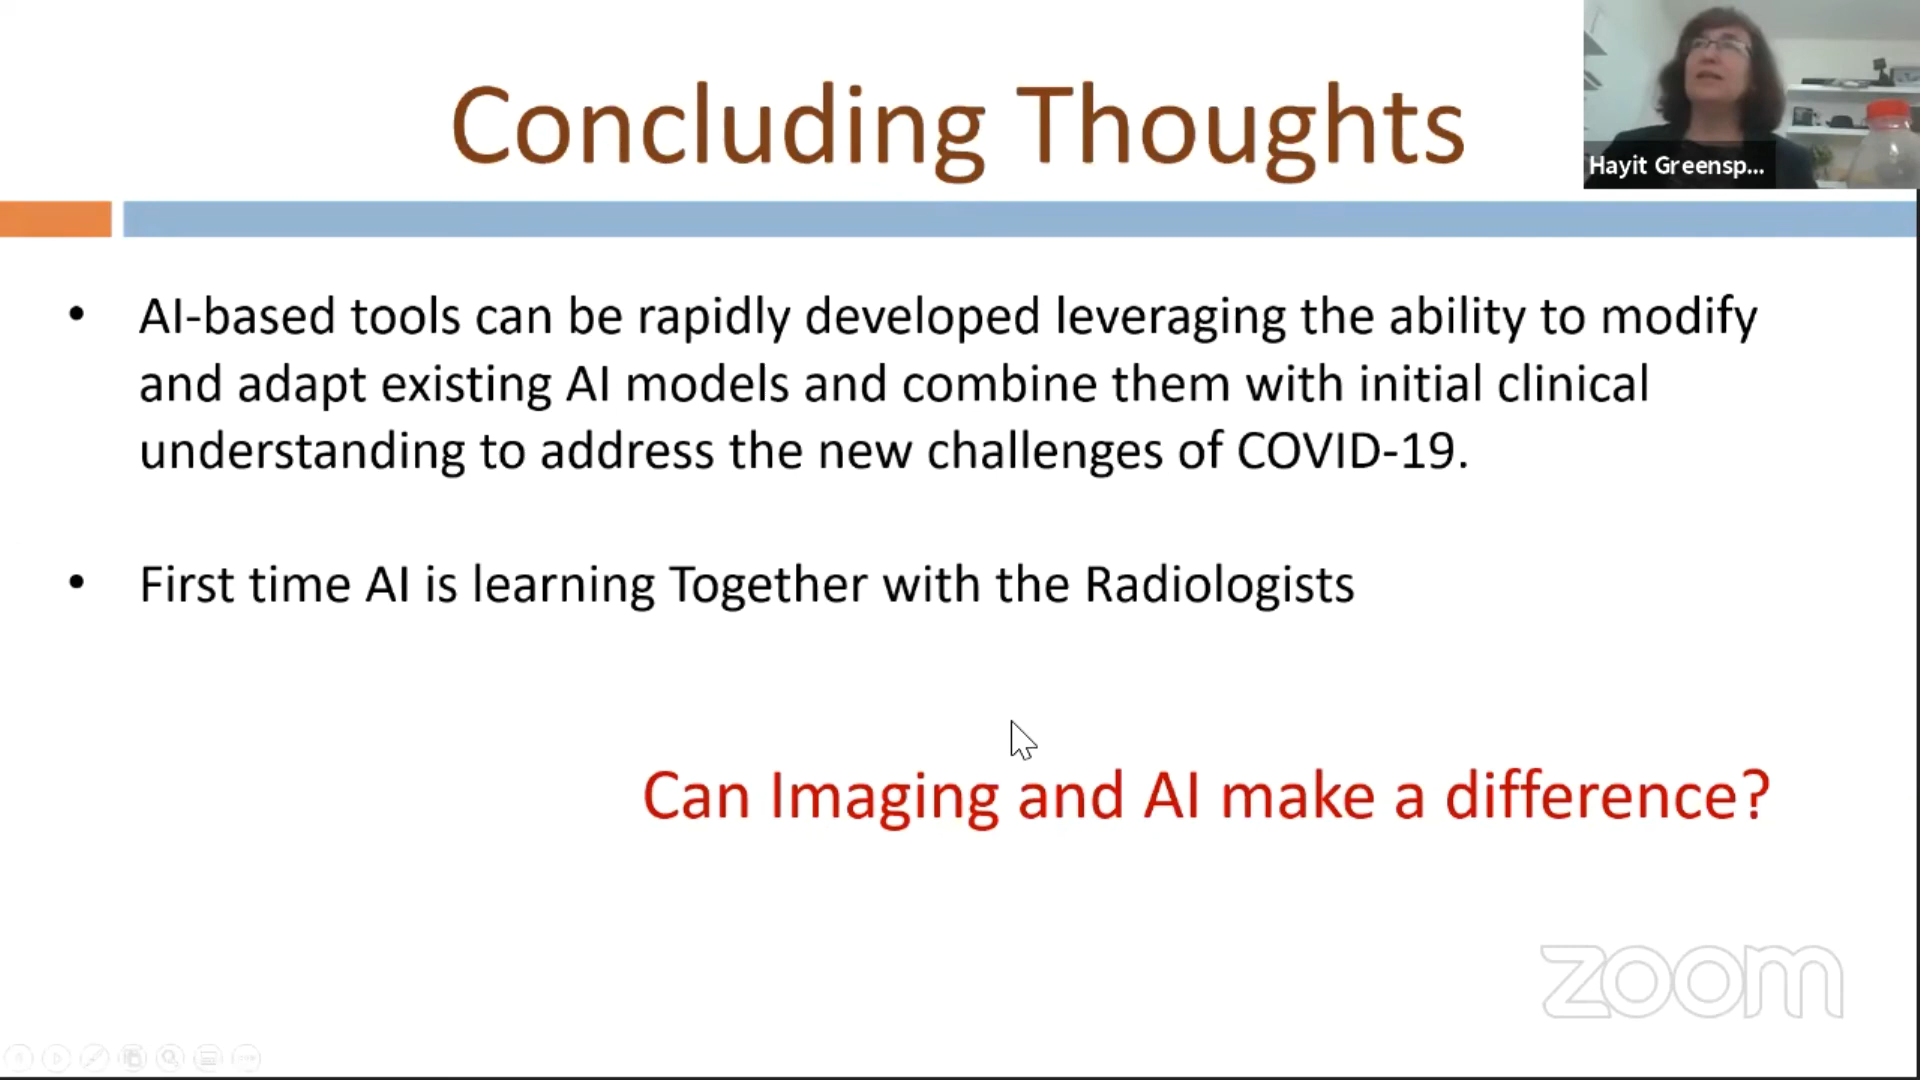 Concluding Thoughts
Hayit Greensp...
• AI-based tools can be rapidly developed leveraging the ability to modify
and adapt existing AI models and combine them with initial clinical
understanding to address the new challenges of COVID-19.
• First time AI is learning Together with the Radiologists
Can Imaging and AI make a difference?
zoom